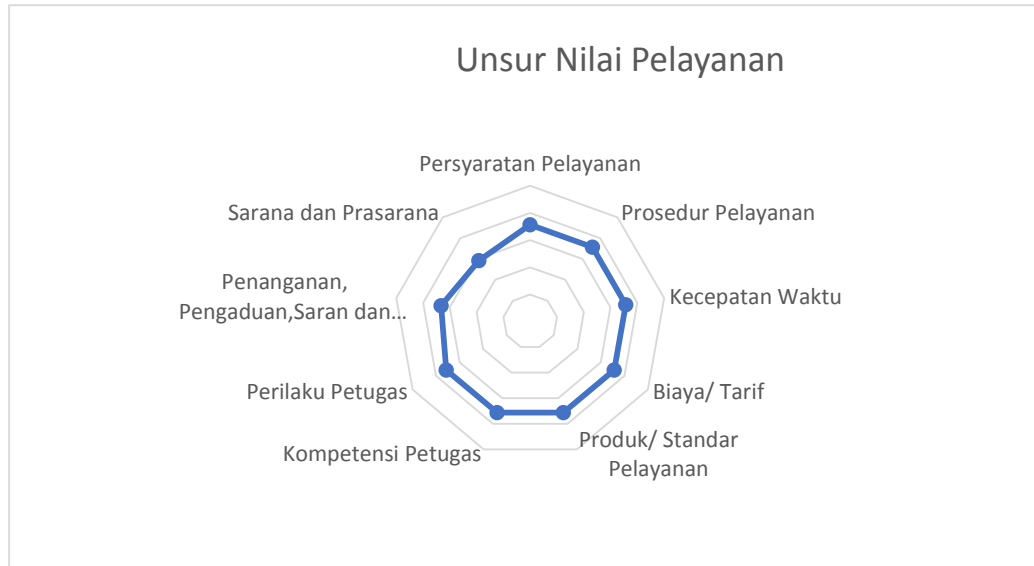 Unsur Nilai Pelayanan
Persyaratan Pelayanan
Prosedur Pelayanan
Kecepatan Waktu
Biaya/ Tarif
Produk/ Standar
Pelayanan
Kompetensi Petugas
Perilaku Petugas
Penanganan,
Pengaduan,Saran dan...
Sarana dan Prasarana